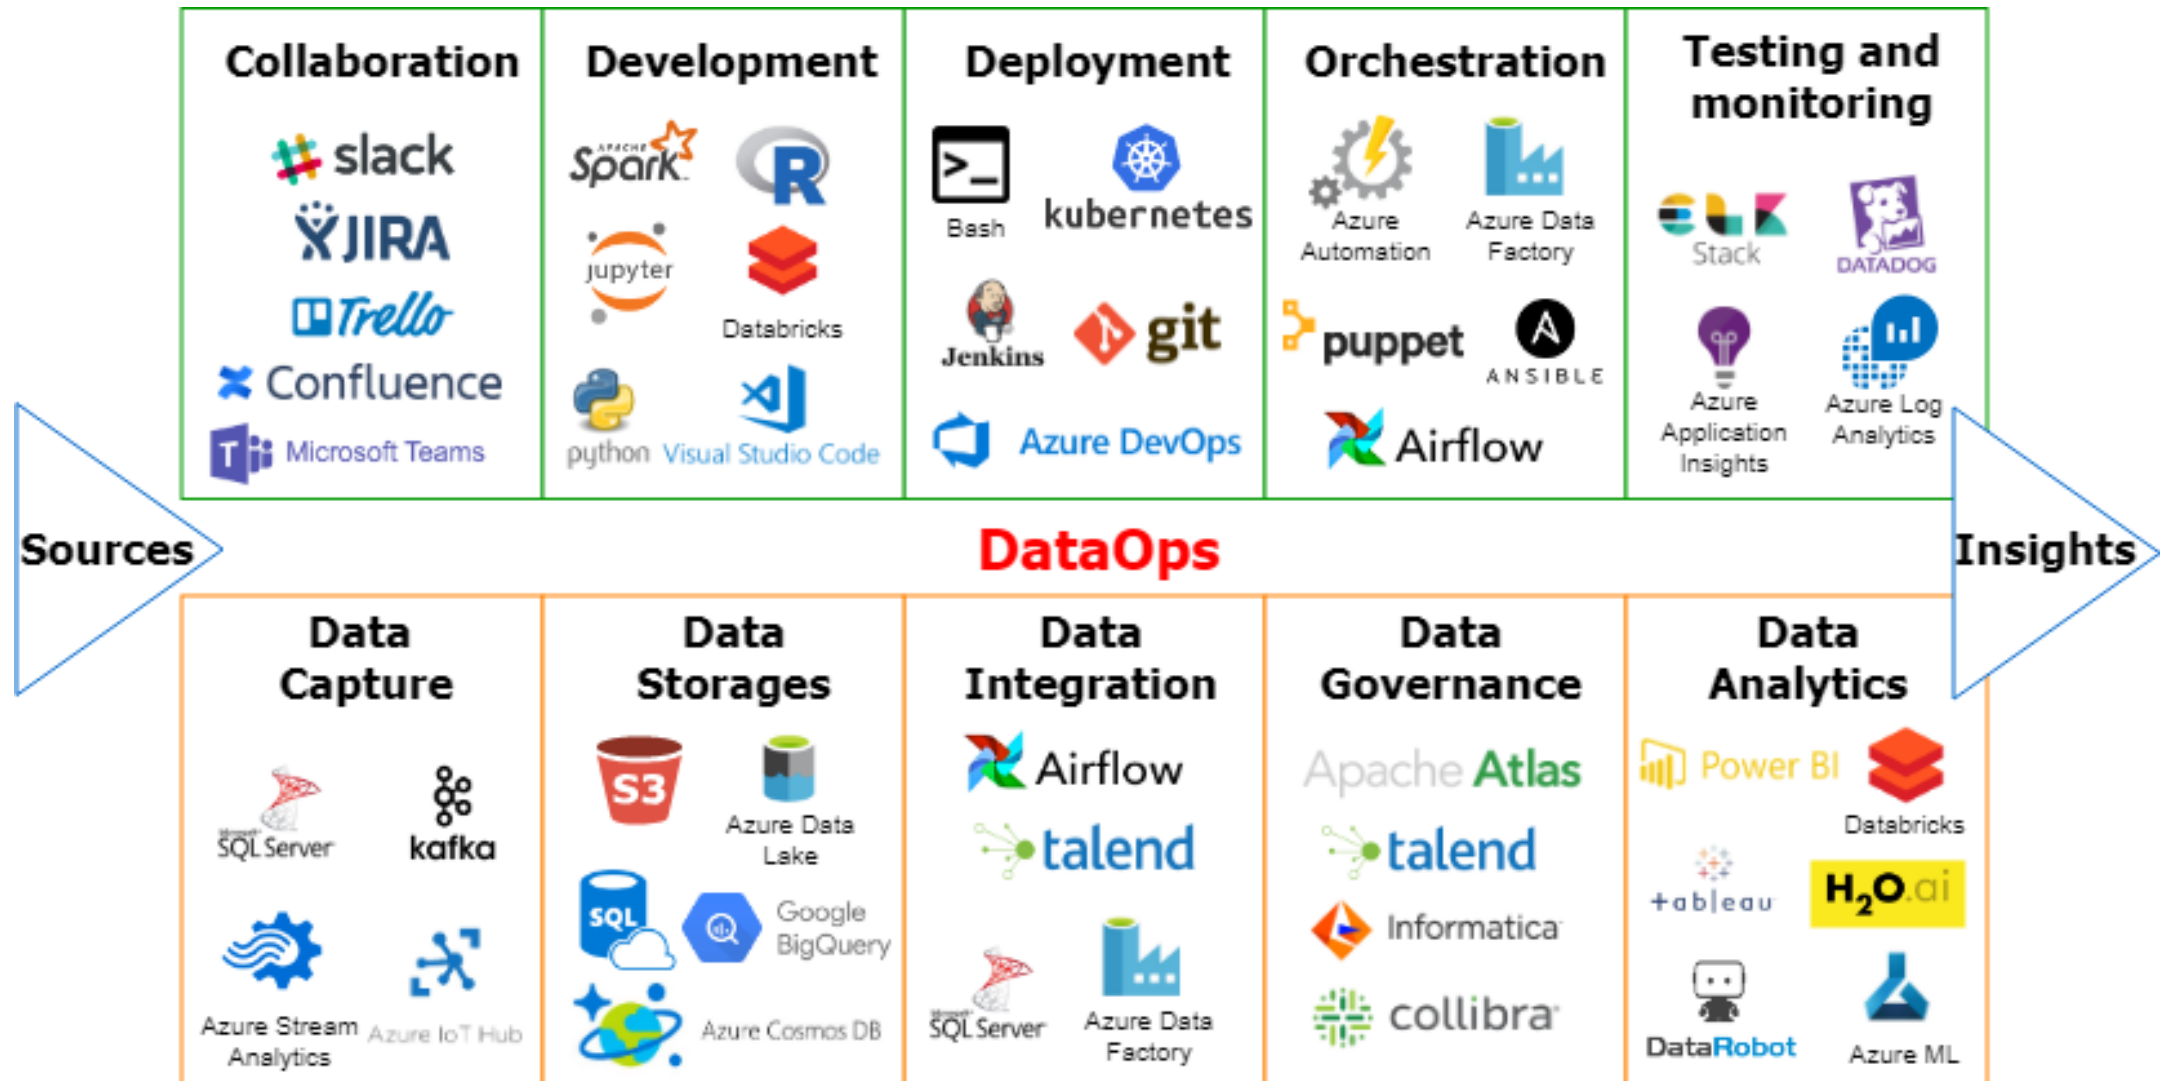 Collaboration
slack
JIRA
Trello
Confluence
T Microsoft Teams
Development
APACHE
Spark
R
jupyter
Databricks
python
Visual Studio Code
Deployment
>_
Bash
kubernetes
Jenkins
git
Azure DevOps
Orchestration
Azure
Automation
Azure Data
Factory
puppet
A
ANSIBLE
Airflow
Testing and
monitoring
ELK
Stack
DATADOG
Azure
Application
Insights
Azure Log
Analytics
Sources
DataOps
Insights
Data
Capture
Microsoft
SQL Server
kafka
Azure Stream
Analytics
Azure IoT Hub
Data
Storages
S3
Azure Data
Lake
SQL
Google
BigQuery
Azure Cosmos DB
Data
Integration
Airflow
talend
Microsoft
SQL Server
Azure Data
Factory
Data
Governance
Apache Atlas
talend
Informatica
collibra
Data
Analytics
Power BI
Databricks
+ableau
H2O.ai
DataRobot
Azure ML